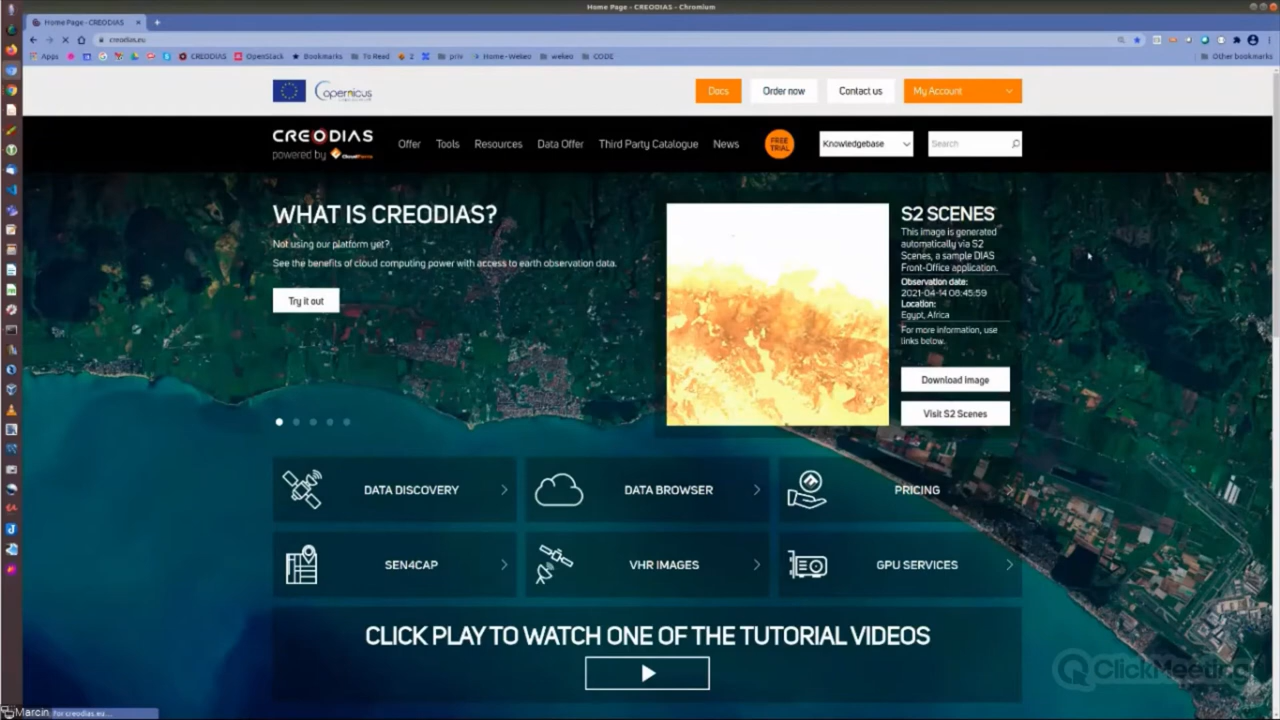 Home Page - CREODIAS - Chromium
Home Page - CREODIAS
creodias.eu
Apps
CREODIAS
OpenStack
Bookmarks
To Read
2
priv
Home - Wekeo
wekeo
CODE
Other bookmarks
opernicus
Docs
Order now
Contact us
My Account
CREODIAS
powered by CloudFerro
Offer
Tools
Resources
Data Offer
Third Party Catalogue
News
FREE
TRIAL
Knowledgebase
Search
WHAT IS CREODIAS?
Not using our platform yet?
See the benefits of cloud computing power with access to earth observation data.
Try it out
S2 SCENES
This image is generated
automatically via S2
Scenes, a sample DIAS
Front-Office application.
Observation date:
2021-04-14 08:45:59
Location:
Egypt, Africa
For more information, use
links below.
Download image
Visit S2 Scenes
DATA DISCOVERY
DATA BROWSER
PRICING
SEN4CAP
VHR IMAGES
GPU SERVICES
CLICK PLAY TO WATCH ONE OF THE TUTORIAL VIDEOS
ClickMeeting
Marcin
for creodias.eu...